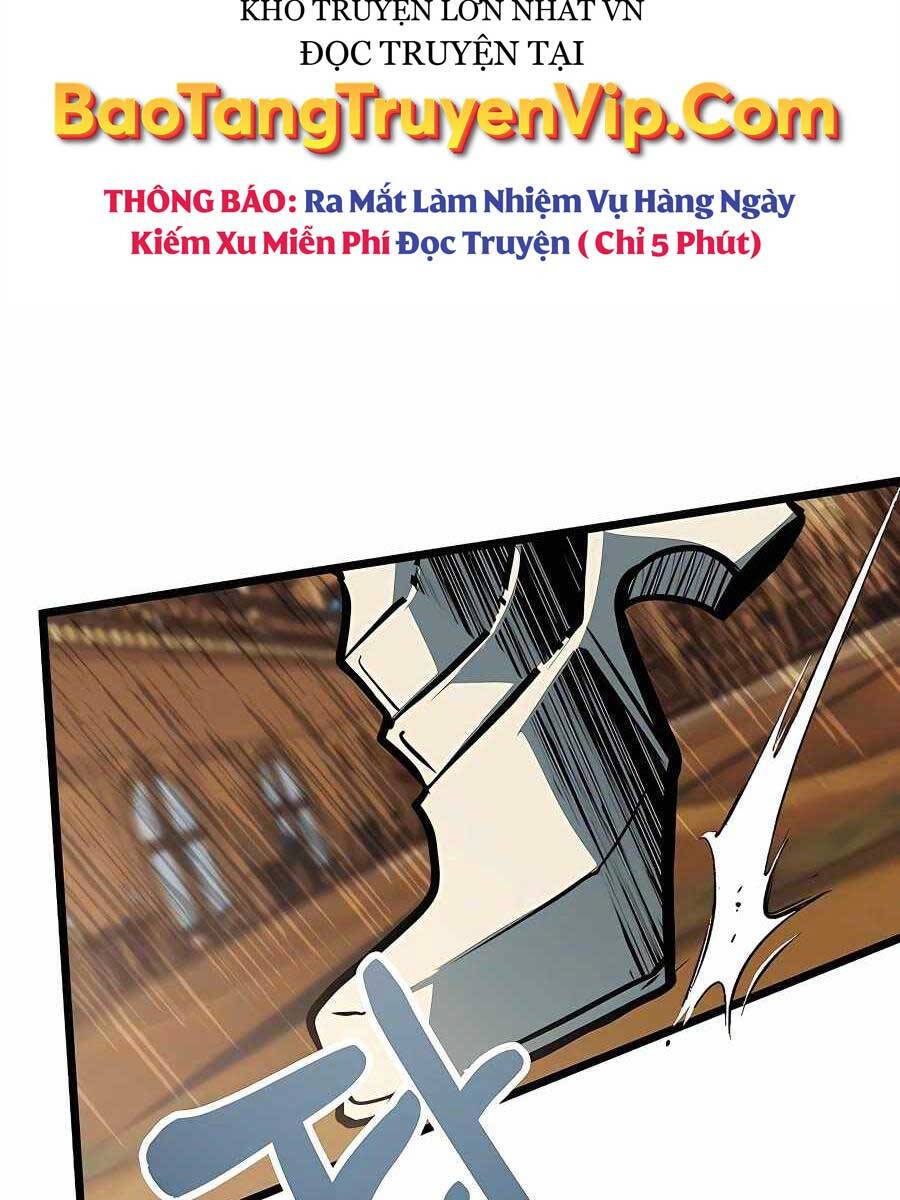 KHO TRUYỆN LỚN NHẤT VN
ĐỌC TRUYỆN TẠI
BaoTangTruyenVip.Com
THÔNG BÁO: Ra Mắt Làm Nhiệm Vụ Hàng Ngày
Kiếm Xu Miễn Phí Đọc Truyện ( Chỉ 5 Phút)